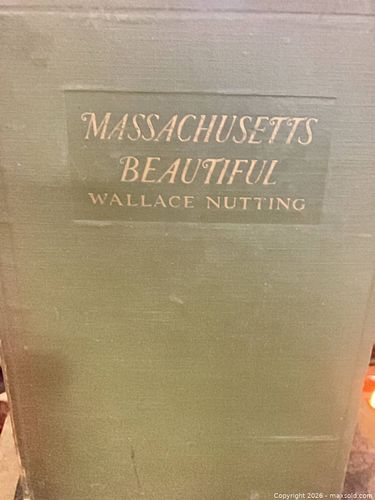 MASSACHUSETTS
BEAUTIFUL
WALLACE NUTTING
Copyright 2026 - maxsold.com